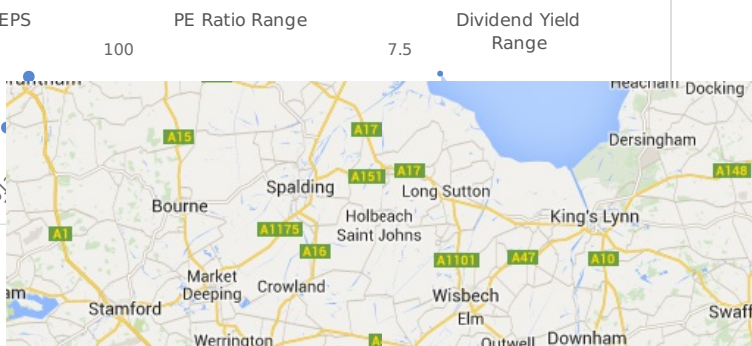 EPS
PE Ratio Range
Dividend Yield
Range
100
7.5
Heacham
Docking
A15
A17
Dersingham
A151
A17
A148
Spalding
Long Sutton
Bourne
Holbeach
Saint Johns
King's Lynn
A1
A1175
A16
A1101
A47
A10
Market
Deeping
Crowland
Wisbech
Stamford
Elm
Werrington
Outwell
Downham